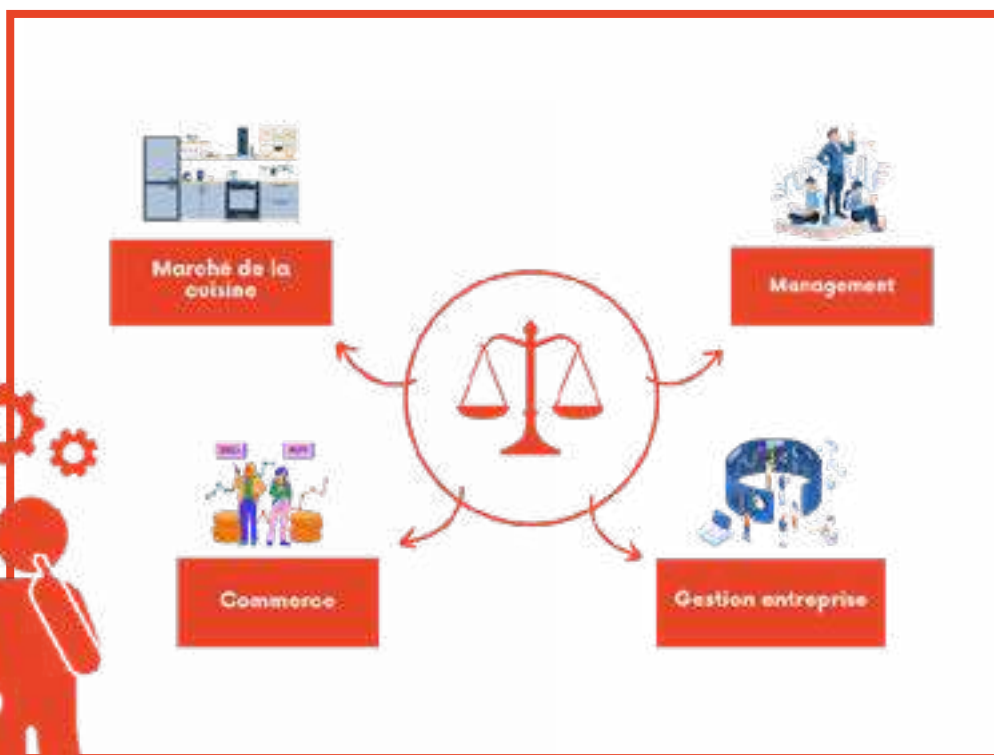 Marché de la
cuisine
Management
Commerce
Gestion entreprise